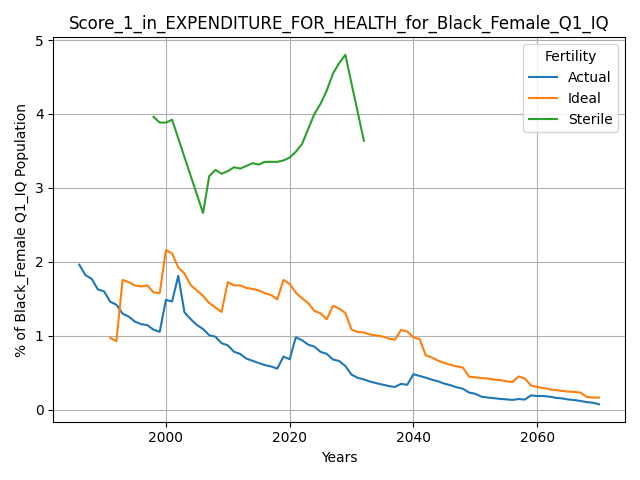 Score_1_in_EXPENDITURE_FOR_HEALTH_for_Black_Female_Q1_IQ
% of Black_Female Q1_IQ Population
5
4
3
2
1
0
Fertility
Actual
Ideal
Sterile
2000
2020
2040
2060
Years